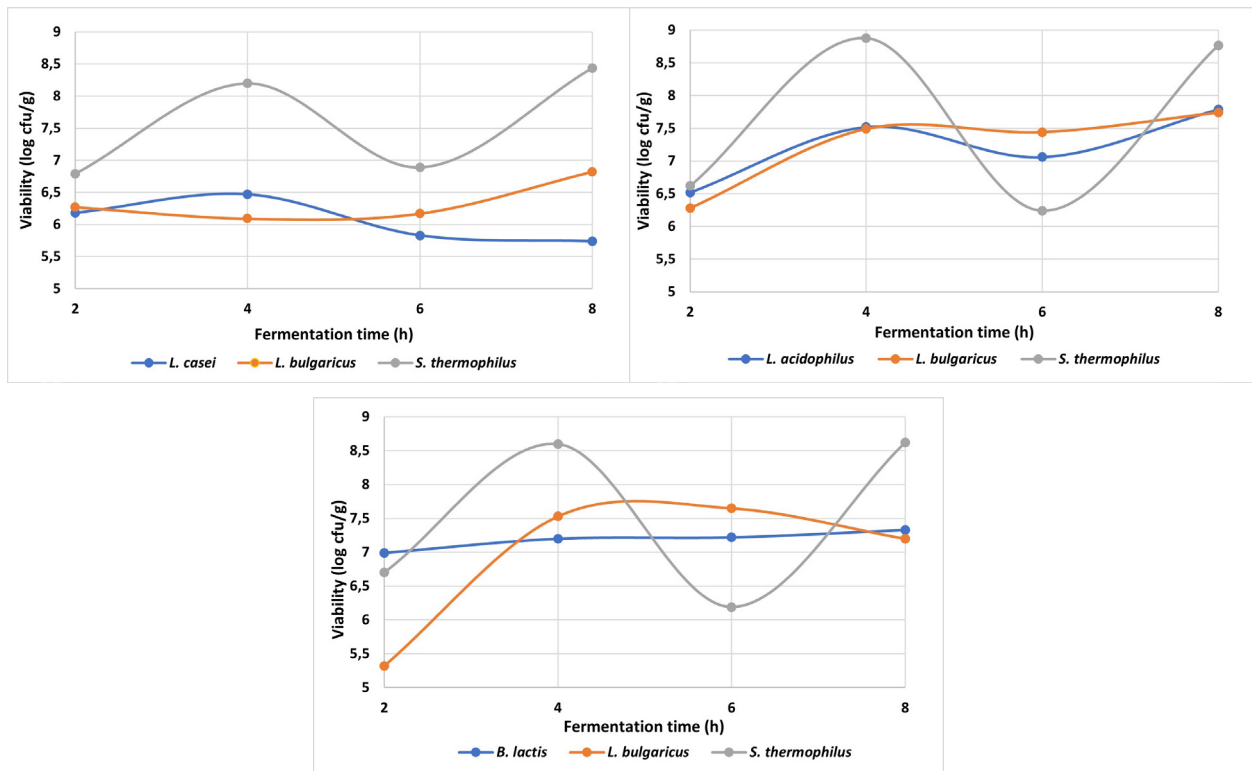 9
8,5
8
7,5
7
6,5
6
5,5
5
Viability (log cfu/g)
2 4 6 8
Fermentation time (h)
L. casei L. bulgaricus S. thermophilus
9
8,5
8
7,5
7
6,5
6
5,5
5
Viability (log cfu/g)
2 4 6 8
Fermentation time (h)
L. acidophilus L. bulgaricus S. thermophilus
9
8,5
8
7,5
7
6,5
6
5,5
5
Viability (log cfu/g)
2 4 6 8
Fermentation time (h)
B. lactis L. bulgaricus S. thermophilus